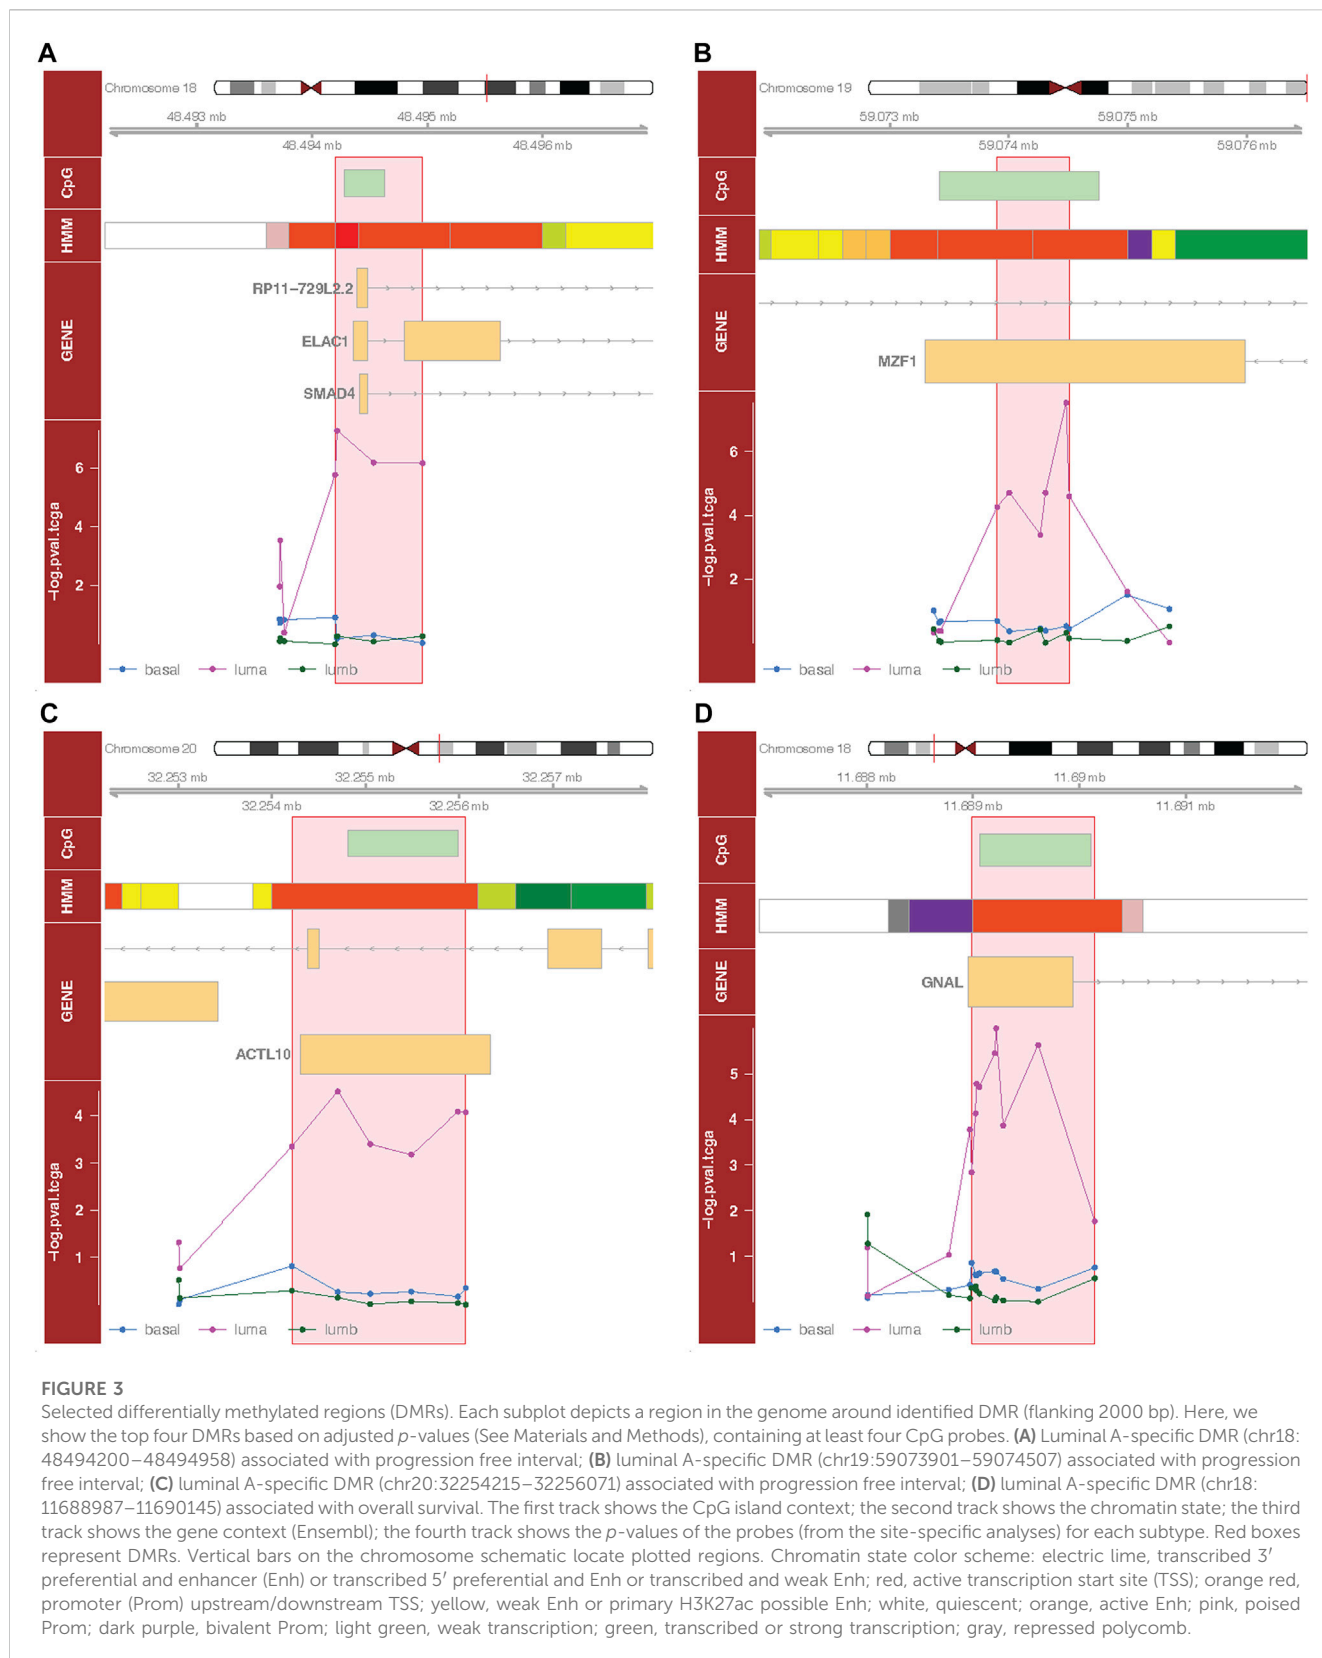 A
Chromosome 18
48.493 mb
48.495 mb
48.494 mb
48.496 mb
CpG
HMM
GENE
RP11–729L2.2
ELAC1
SMAD4
–log.pval.tcga
6
4
2
basal luma lumb
B
Chromosome 19
59.073 mb
59.075 mb
59.074 mb
59.076 mb
CpG
HMM
GENE
MZF1
–log.pval.tcga
6
4
2
basal luma lumb
C
Chromosome 20
32.253 mb
32.255 mb
32.257 mb
32.254 mb
32.256 mb
CpG
HMM
GENE
ACTL10
–log.pval.tcga
4
3
2
1
basal luma lumb
D
Chromosome 18
11.688 mb
11.69 mb
11.689 mb
11.691 mb
CpG
HMM
GENE
GNAL
–log.pval.tcga
5
4
3
2
1
basal luma lumb
FIGURE 3
Selected differentially methylated regions (DMRs). Each subplot depicts a region in the genome around identified DMR (flanking 2000 bp). Here, we
show the top four DMRs based on adjusted p-values (See Materials and Methods), containing at least four CpG probes. (A) Luminal A-specific DMR (chr18:
48494200–48494958) associated with progression free interval; (B) luminal A-specific DMR (chr19:59073901–59074507) associated with progression
free interval; (C) luminal A-specific DMR (chr20:32254215–32256071) associated with progression free interval; (D) luminal A-specific DMR (chr18:
11688987–11690145) associated with overall survival. The first track shows the CpG island context; the second track shows the chromatin state; the third
track shows the gene context (Ensembl); the fourth track shows the p-values of the probes (from the site-specific analyses) for each subtype. Red boxes
represent DMRs. Vertical bars on the chromosome schematic locate plotted regions. Chromatin state color scheme: electric lime, transcribed 3′
preferential and enhancer (Enh) or transcribed 5′ preferential and Enh or transcribed and weak Enh; red, active transcription start site (TSS); orange red,
promoter (Prom) upstream/downstream TSS; yellow, weak Enh or primary H3K27ac possible Enh; white, quiescent; orange, active Enh; pink, poised
Prom; dark purple, bivalent Prom; light green, weak transcription; green, transcribed or strong transcription; gray, repressed polycomb.